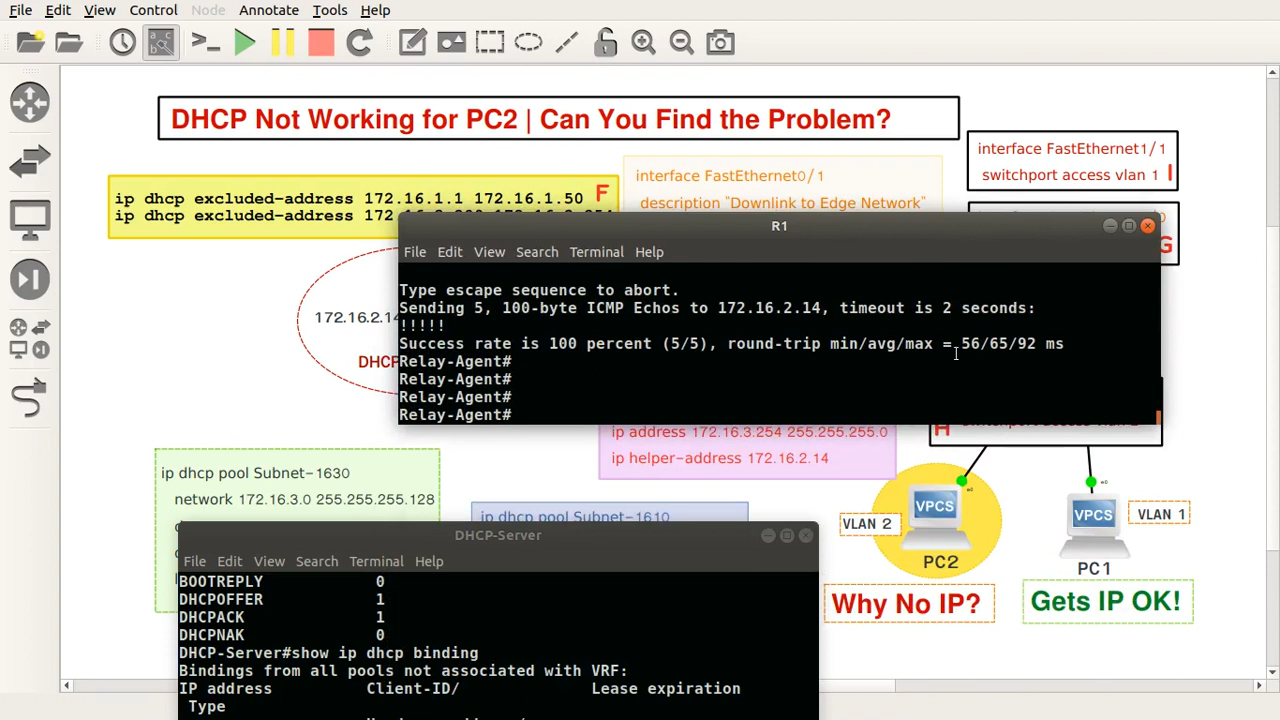 File Edit View Control Node Annotate Tools Help
DHCP Not Working for PC2 | Can You Find the Problem?
interface FastEthernet1/1
switchport access vlan 1 I
ip dhcp excluded-address 172.16.1.1 172.16.1.50 F
ip dhcp excluded-address
interface FastEthernet0/1
description "Downlink to Edge Network"
G
R1
File Edit View Search Terminal Help
172.16.2.14
DHCP
Type escape sequence to abort.
Sending 5, 100-byte ICMP Echos to 172.16.2.14, timeout is 2 seconds:
!!!!!
Success rate is 100 percent (5/5), round-trip min/avg/max = 56/65/92 ms
Relay-Agent#
Relay-Agent#
Relay-Agent#
Relay-Agent#
H
ip address 172.16.3.254 255.255.255.0
ip helper-address 172.16.2.14
ip dhcp pool Subnet-1630
network 172.16.3.0 255.255.255.128
ip dhcp pool Subnet-1610
VPCS
VPCS
VLAN 2
VLAN 1
PC2
PC1
Why No IP?
Gets IP OK!
DHCP-Server
File Edit View Search Terminal Help
BOOTREPLY 0
DHCPOFFER 1
DHCPACK 1
DHCPNAK 0
DHCP-Server#show ip dhcp binding
Bindings from all pools not associated with VRF:
IP address Client-ID/ Lease expiration
Type